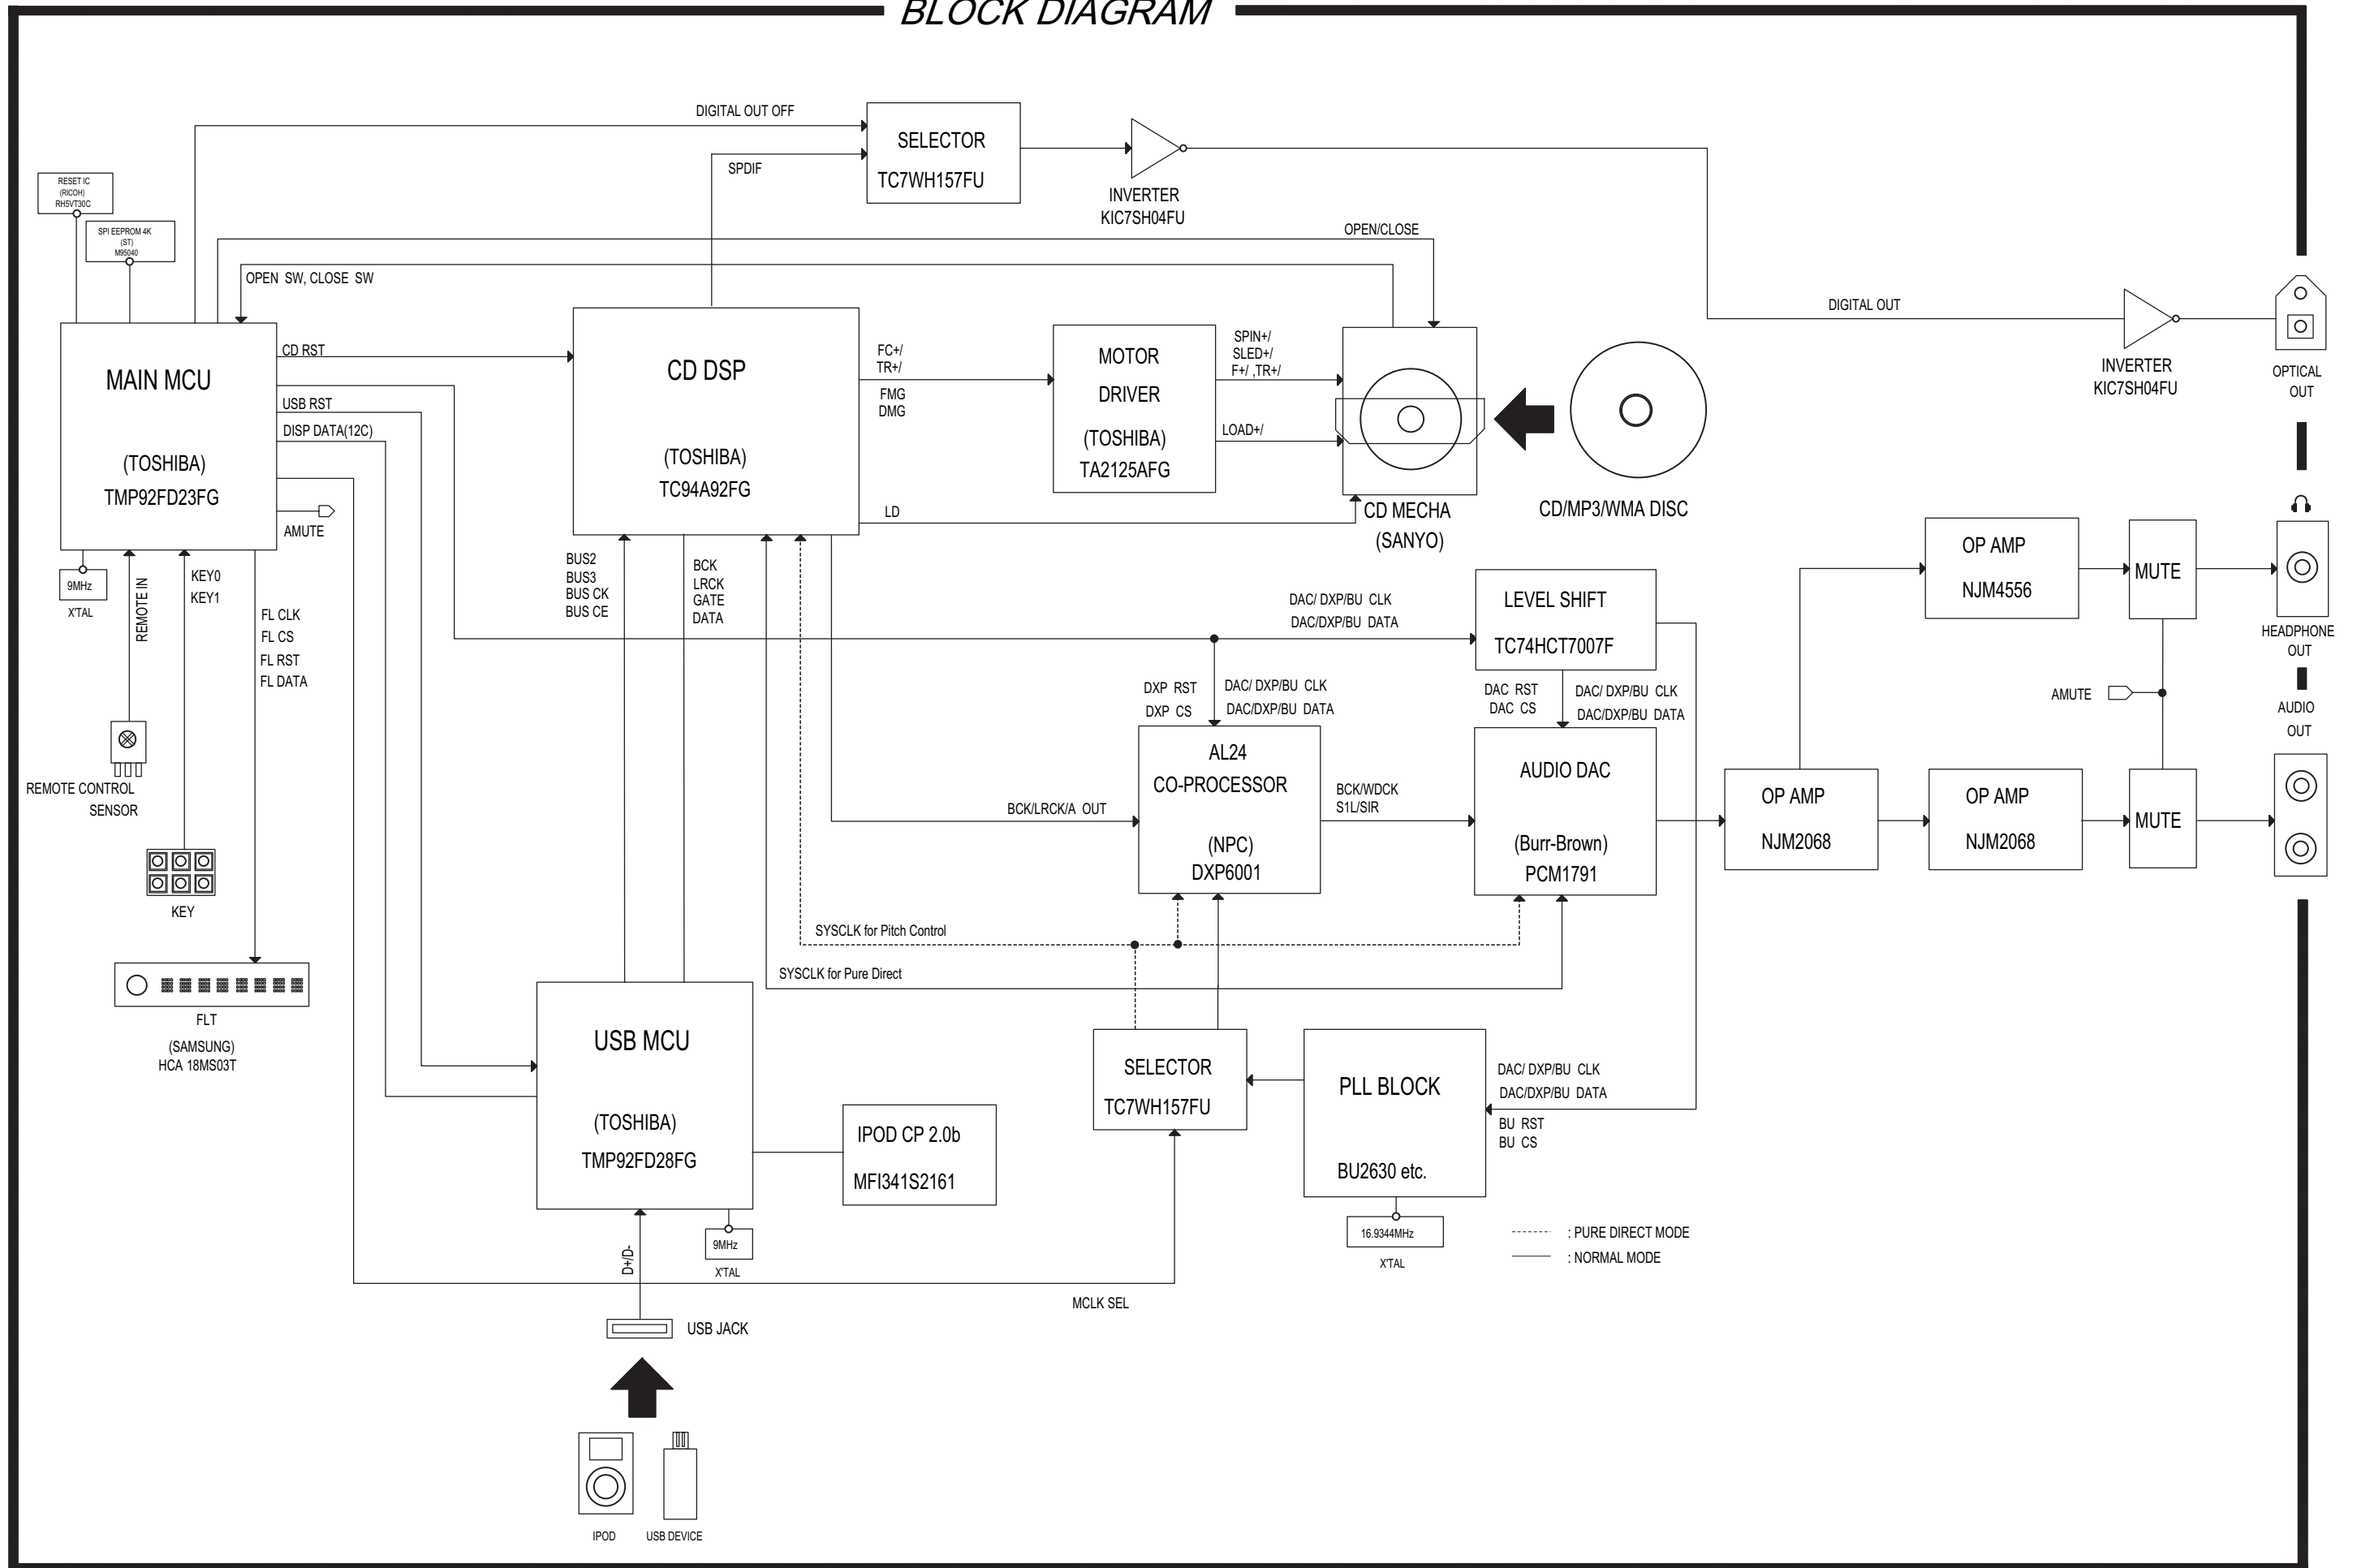 BLOCK DIAGRAM
DIGITAL OUT OFF
SPDIF
SELECTOR
TC7WH157FU
INVERTER
KIC7SH04FU
RESET IC
(RICOH)
RH5VT30C
SPI EEPROM 4K
(ST)
M95040
OPEN/CLOSE
OPEN SW, CLOSE SW
DIGITAL OUT
INVERTER
KIC7SH04FU
OPTICAL
OUT
MAIN MCU
(TOSHIBA)
TMP92FD23FG
CD RST
USB RST
DISP DATA(12C)
AMUTE
CD DSP
(TOSHIBA)
TC94A92FG
FC+/
TR+/
FMG
DMG
MOTOR
DRIVER
(TOSHIBA)
TA2125AFG
SPIN+/
SLED+/
F+/ ,TR+/
LOAD+/
LD
CD MECHA
(SANYO)
CD/MP3/WMA DISC
9MHz
X'TAL
REMOTE IN
KEY0
KEY1
FL CLK
FL CS
FL RST
FL DATA
BUS2
BUS3
BUS CK
BUS CE
BCK
LRCK
GATE
DATA
DAC/ DXP/BU CLK
DAC/DXP/BU DATA
LEVEL SHIFT
TC74HCT7007F
OP AMP
NJM4556
MUTE
HEADPHONE
OUT
DXP RST
DXP CS
DAC/ DXP/BU CLK
DAC/DXP/BU DATA
DAC RST
DAC CS
DAC/ DXP/BU CLK
DAC/DXP/BU DATA
AMUTE
AUDIO
OUT
REMOTE CONTROL
SENSOR
BCK/LRCK/A OUT
AL24
CO-PROCESSOR
(NPC)
DXP6001
BCK/WDCK
S1L/SIR
AUDIO DAC
(Burr-Brown)
PCM1791
OP AMP
NJM2068
OP AMP
NJM2068
MUTE
KEY
SYSCLK for Pitch Control
SYSCLK for Pure Direct
FLT
(SAMSUNG)
HCA 18MS03T
USB MCU
(TOSHIBA)
TMP92FD28FG
IPOD CP 2.0b
MFI341S2161
SELECTOR
TC7WH157FU
PLL BLOCK
BU2630 etc.
DAC/ DXP/BU CLK
DAC/DXP/BU DATA
BU RST
BU CS
D+/D-
9MHz
X'TAL
16.9344MHz
X'TAL
: PURE DIRECT MODE
: NORMAL MODE
MCLK SEL
USB JACK
IPOD
USB DEVICE